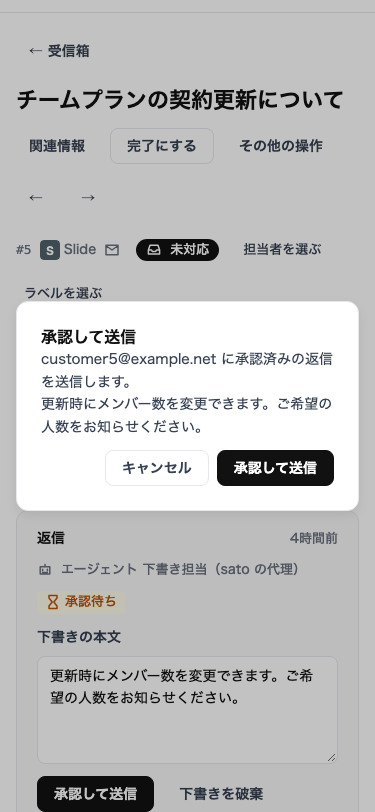 ← 受信箱
チームプランの契約更新について
関連情報
完了にする
その他の操作
← →
#5 S Slide 未対応 担当者を選ぶ
ラベルを選ぶ
承認して送信
customer5@example.net に承認済みの返信
を送信します。
更新時にメンバー数を変更できます。ご希望の
人数をお知らせください。
キャンセル
承認して送信
返信
4時間前
エージェント 下書き担当（sato の代理）
承認待ち
下書きの本文
更新時にメンバー数を変更できます。ご希
望の人数をお知らせください。
承認して送信
下書きを破棄